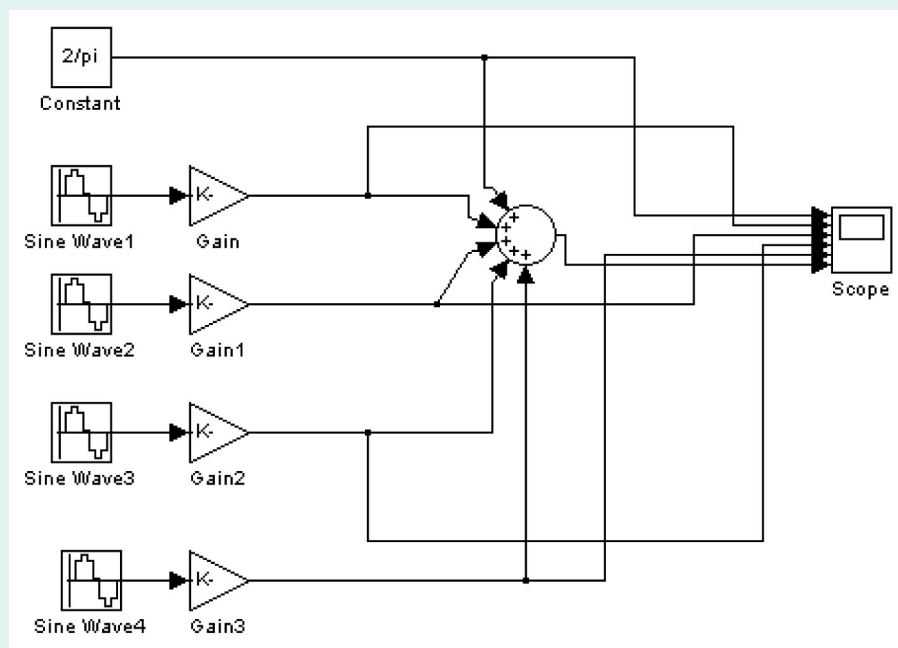 2/pi
Constant
K-
Sine Wave1
Gain
K-
Sine Wave2
Gain1
K-
Sine Wave3
Gain2
K-
Sine Wave4
Gain3
+
+
+
+
+
Scope